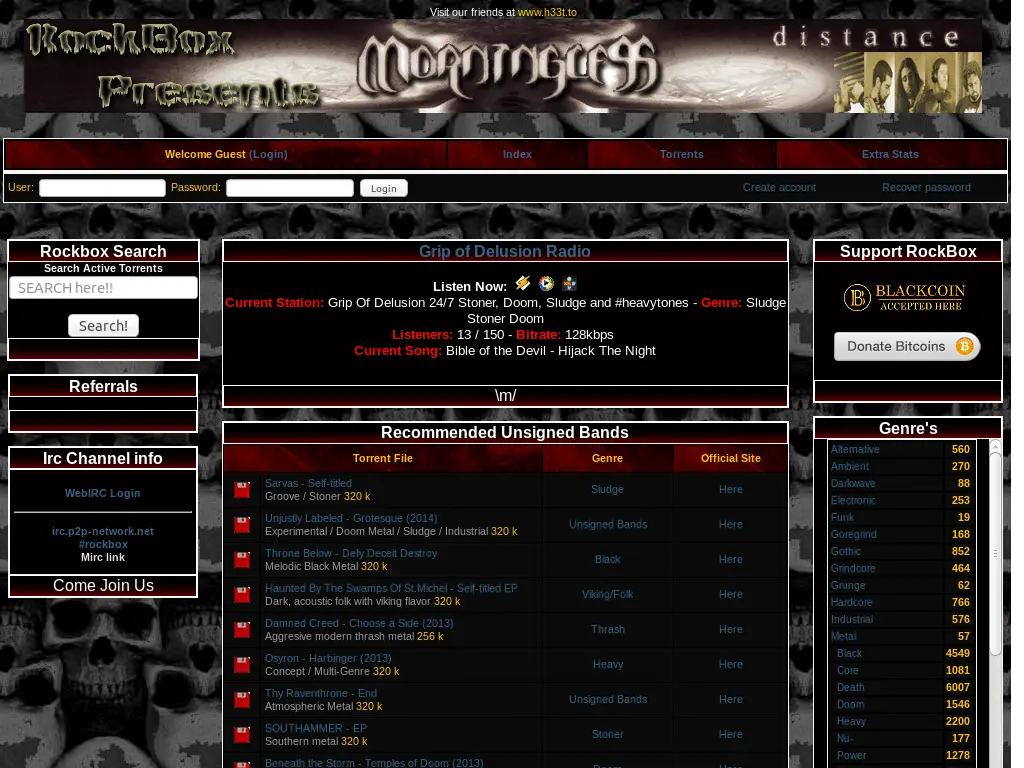 Visit our friends at www.h33t.to
RockBox
Presents
MORNINGLESS
distance
Welcome Guest (Login)
Index
Torrents
Extra Stats
User:
Password:
Login
Create account
Recover password
Rockbox Search
Search Active Torrents
SEARCH here!!
Search!
Referrals
Irc Channel info
WebIRC Login
irc.p2p-network.net
#rockbox
Mirc link
Come Join Us
Grip of Delusion Radio
Listen Now:
Current Station: Grip Of Delusion 24/7 Stoner, Doom, Sludge and #heavytones - Genre: Sludge
Stoner Doom
Listeners: 13 / 150 - Bitrate: 128kbps
Current Song: Bible of the Devil - Hijack The Night
\m/
Recommended Unsigned Bands
Torrent File Genre Official Site
Sarvas - Self-titled
Groove / Stoner 320 k
Sludge Here
Unjustly Labeled - Grotesque (2014)
Experimental / Doom Metal / Sludge / Industrial 320 k
Unsigned Bands Here
Throne Below - Defy Deceit Destroy
Melodic Black Metal 320 k
Black Here
Haunted By The Swamps Of St.Michel - Self-titled EP
Dark, acoustic folk with viking flavor 320 k
Viking/Folk Here
Damned Creed - Choose a Side (2013)
Aggresive modern thrash metal 256 k
Thrash Here
Osyron - Harbinger (2013)
Concept / Multi-Genre 320 k
Heavy Here
Thy Raventhrone - End
Atmospheric Metal 320 k
Unsigned Bands Here
SOUTHAMMER - EP
Southern metal 320 k
Stoner Here
Beneath the Storm - Temples of Doom (2013)
Doom Here
Support RockBox
BLACKCOIN
ACCEPTED HERE
Donate Bitcoins
Genre's
Alternative 560
Ambient 270
Darkwave 88
Electronic 253
Funk 19
Goregrind 168
Gothic 852
Grindcore 464
Grunge 62
Hardcore 766
Industrial 576
Metal 57
Black 4549
Core 1081
Death 6007
Doom 1546
Heavy 2200
Nu- 177
Power 1278